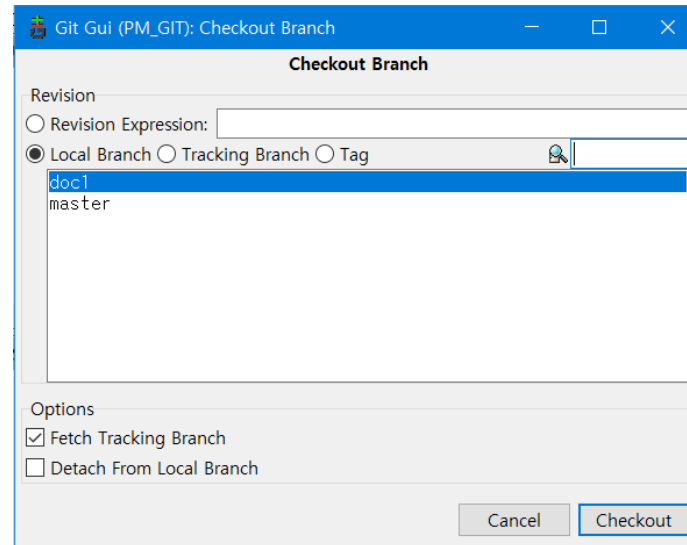 Git Gui (PM_GIT): Checkout Branch
Checkout Branch
Revision
Revision Expression:
Local Branch Tracking Branch Tag
doc1
master
Options
Fetch Tracking Branch
Detach From Local Branch
Cancel Checkout